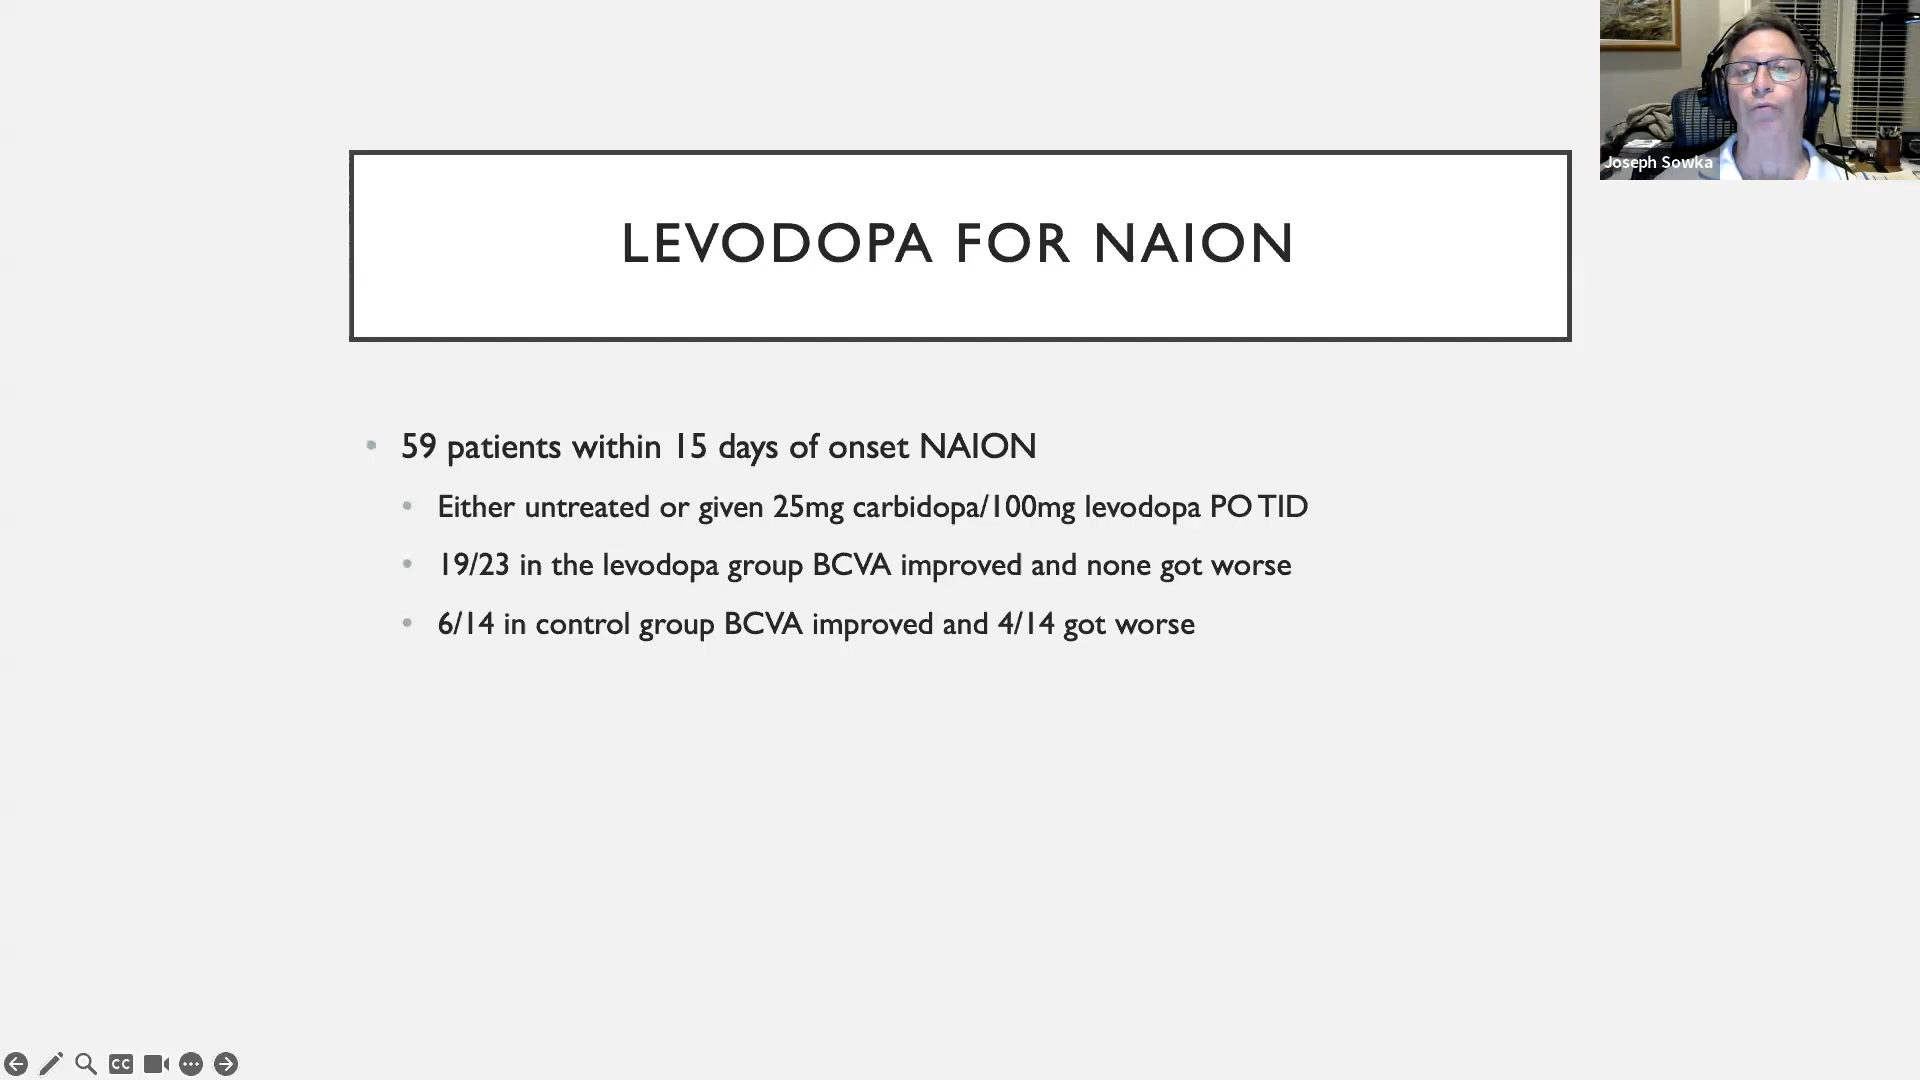 Joseph Sowka
LEVODOPA FOR NAION
• 59 patients within 15 days of onset NAION
• Either untreated or given 25mg carbidopa/100mg levodopa PO TID
• 19/23 in the levodopa group BCVA improved and none got worse
• 6/14 in control group BCVA improved and 4/14 got worse
CC